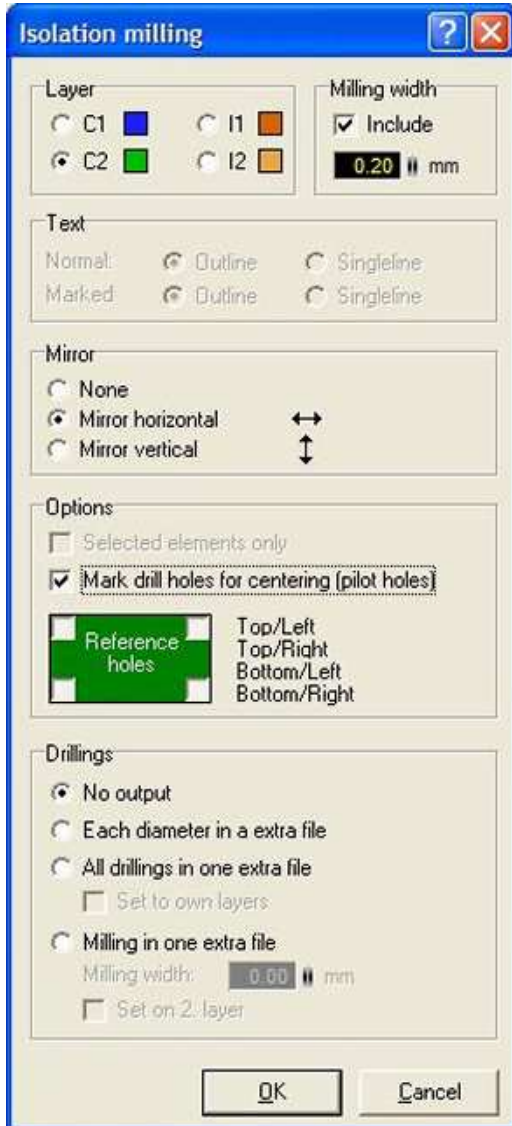 Isolation milling
Layer
C1
I1
C2
I2
Milling width
Include
0.20 mm
Text
Normal: Outline Singleline
Marked Outline Singleline
Mirror
None
Mirror horizontal
Mirror vertical
Options
Selected elements only
Mark drill holes for centering (pilot holes)
Reference
holes
Top/Left
Top/Right
Bottom/Left
Bottom/Right
Drillings
No output
Each diameter in a extra file
All drillings in one extra file
Set to own layers
Milling in one extra file
Milling width: 0.00 mm
Set on 2. layer
OK Cancel